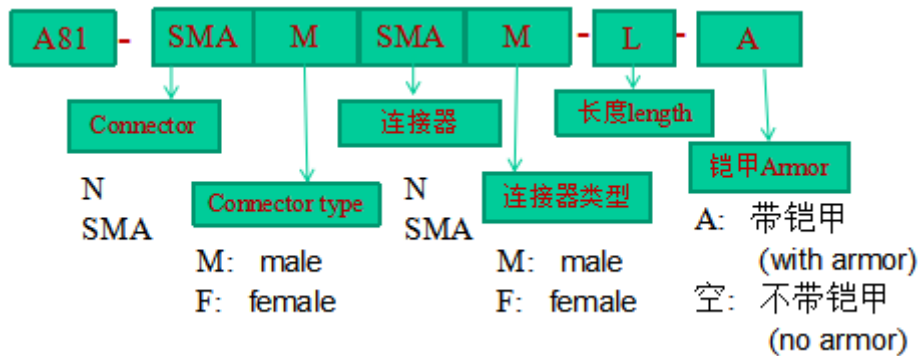 A81 - SMA M SMA M - L - A
Connector
连接器
长度length
铠甲Armor
N
SMA
Connector type
N
SMA
连接器类型
M: male
F: female
M: male
F: female
A: 带铠甲
(with armor)
空: 不带铠甲
(no armor)